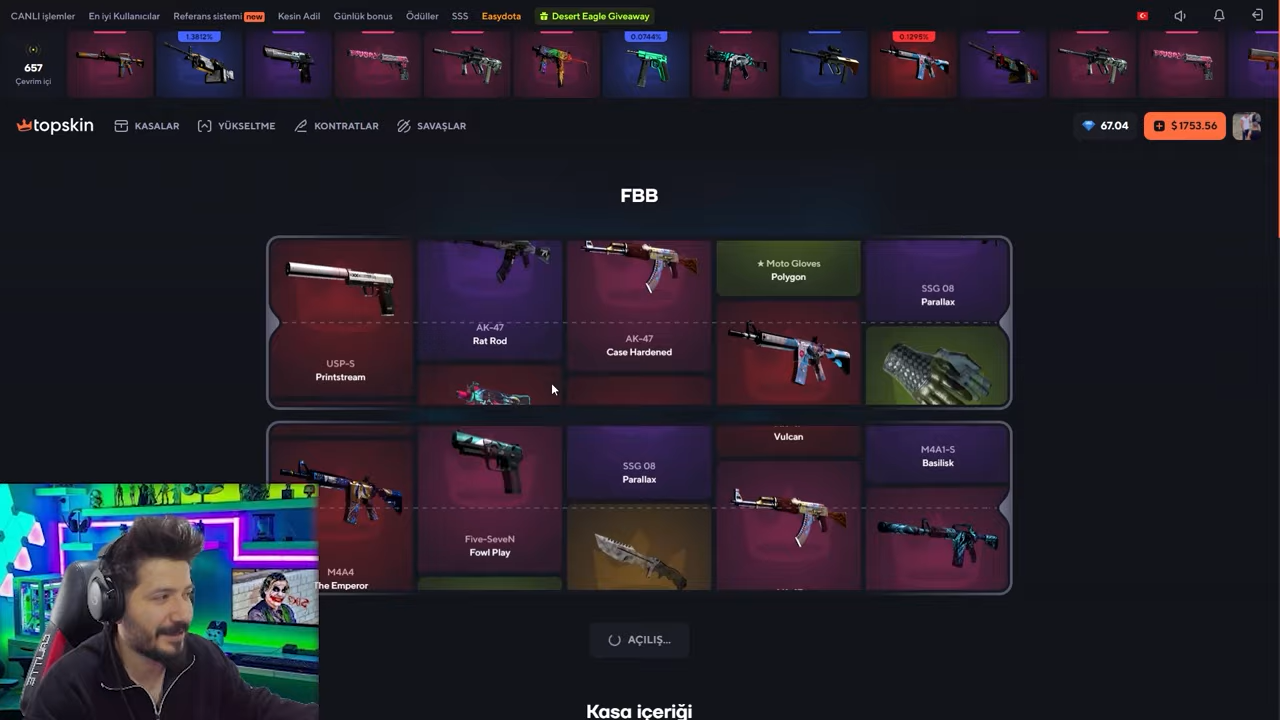 CANLI işlemler
En iyi Kullanıcılar
Referans sistemi new
Kesin Adil
Günlük bonus
Ödüller
SSS
Easydota
Desert Eagle Giveaway
657
Çevrim içi
1.3812%
0.0744%
0.1295%
topskin
KASALAR
YÜKSELTME
KONTRATLAR
SAVAŞLAR
67.04
$ 1753.56
FBB
USP-S
Printstream
AK-47
Rat Rod
AK-47
Case Hardened
★ Moto Gloves
Polygon
SSG 08
Parallax
M4A4
The Emperor
Five-SeveN
Fowl Play
SSG 08
Parallax
Vulcan
M4A1-S
Basilisk
AÇILIŞ...
Kasa içeriği